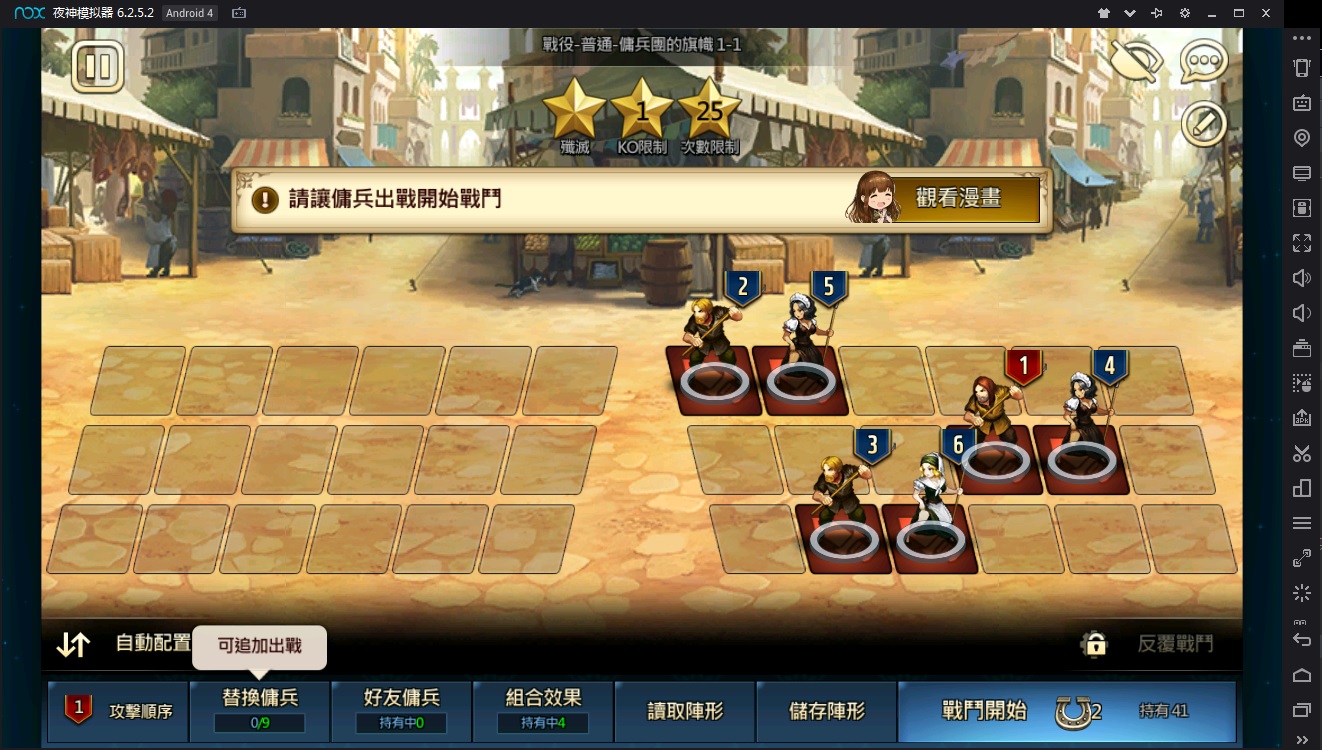 nox 夜神模拟器 6.2.5.2 Android 4
戰役-普通-傭兵團的旗幟 1-1
1 25
殲滅 KO限制 次數限制
! 請讓傭兵出戰開始戰鬥 觀看漫畫
2 5
1 4
3 6
自動配置 可追加出戰 反覆戰鬥
1 攻擊順序
替換傭兵
0/9
好友傭兵
持有中0
組合效果
持有中4
讀取陣形
儲存陣形
戰鬥開始 2 持有 41
APK